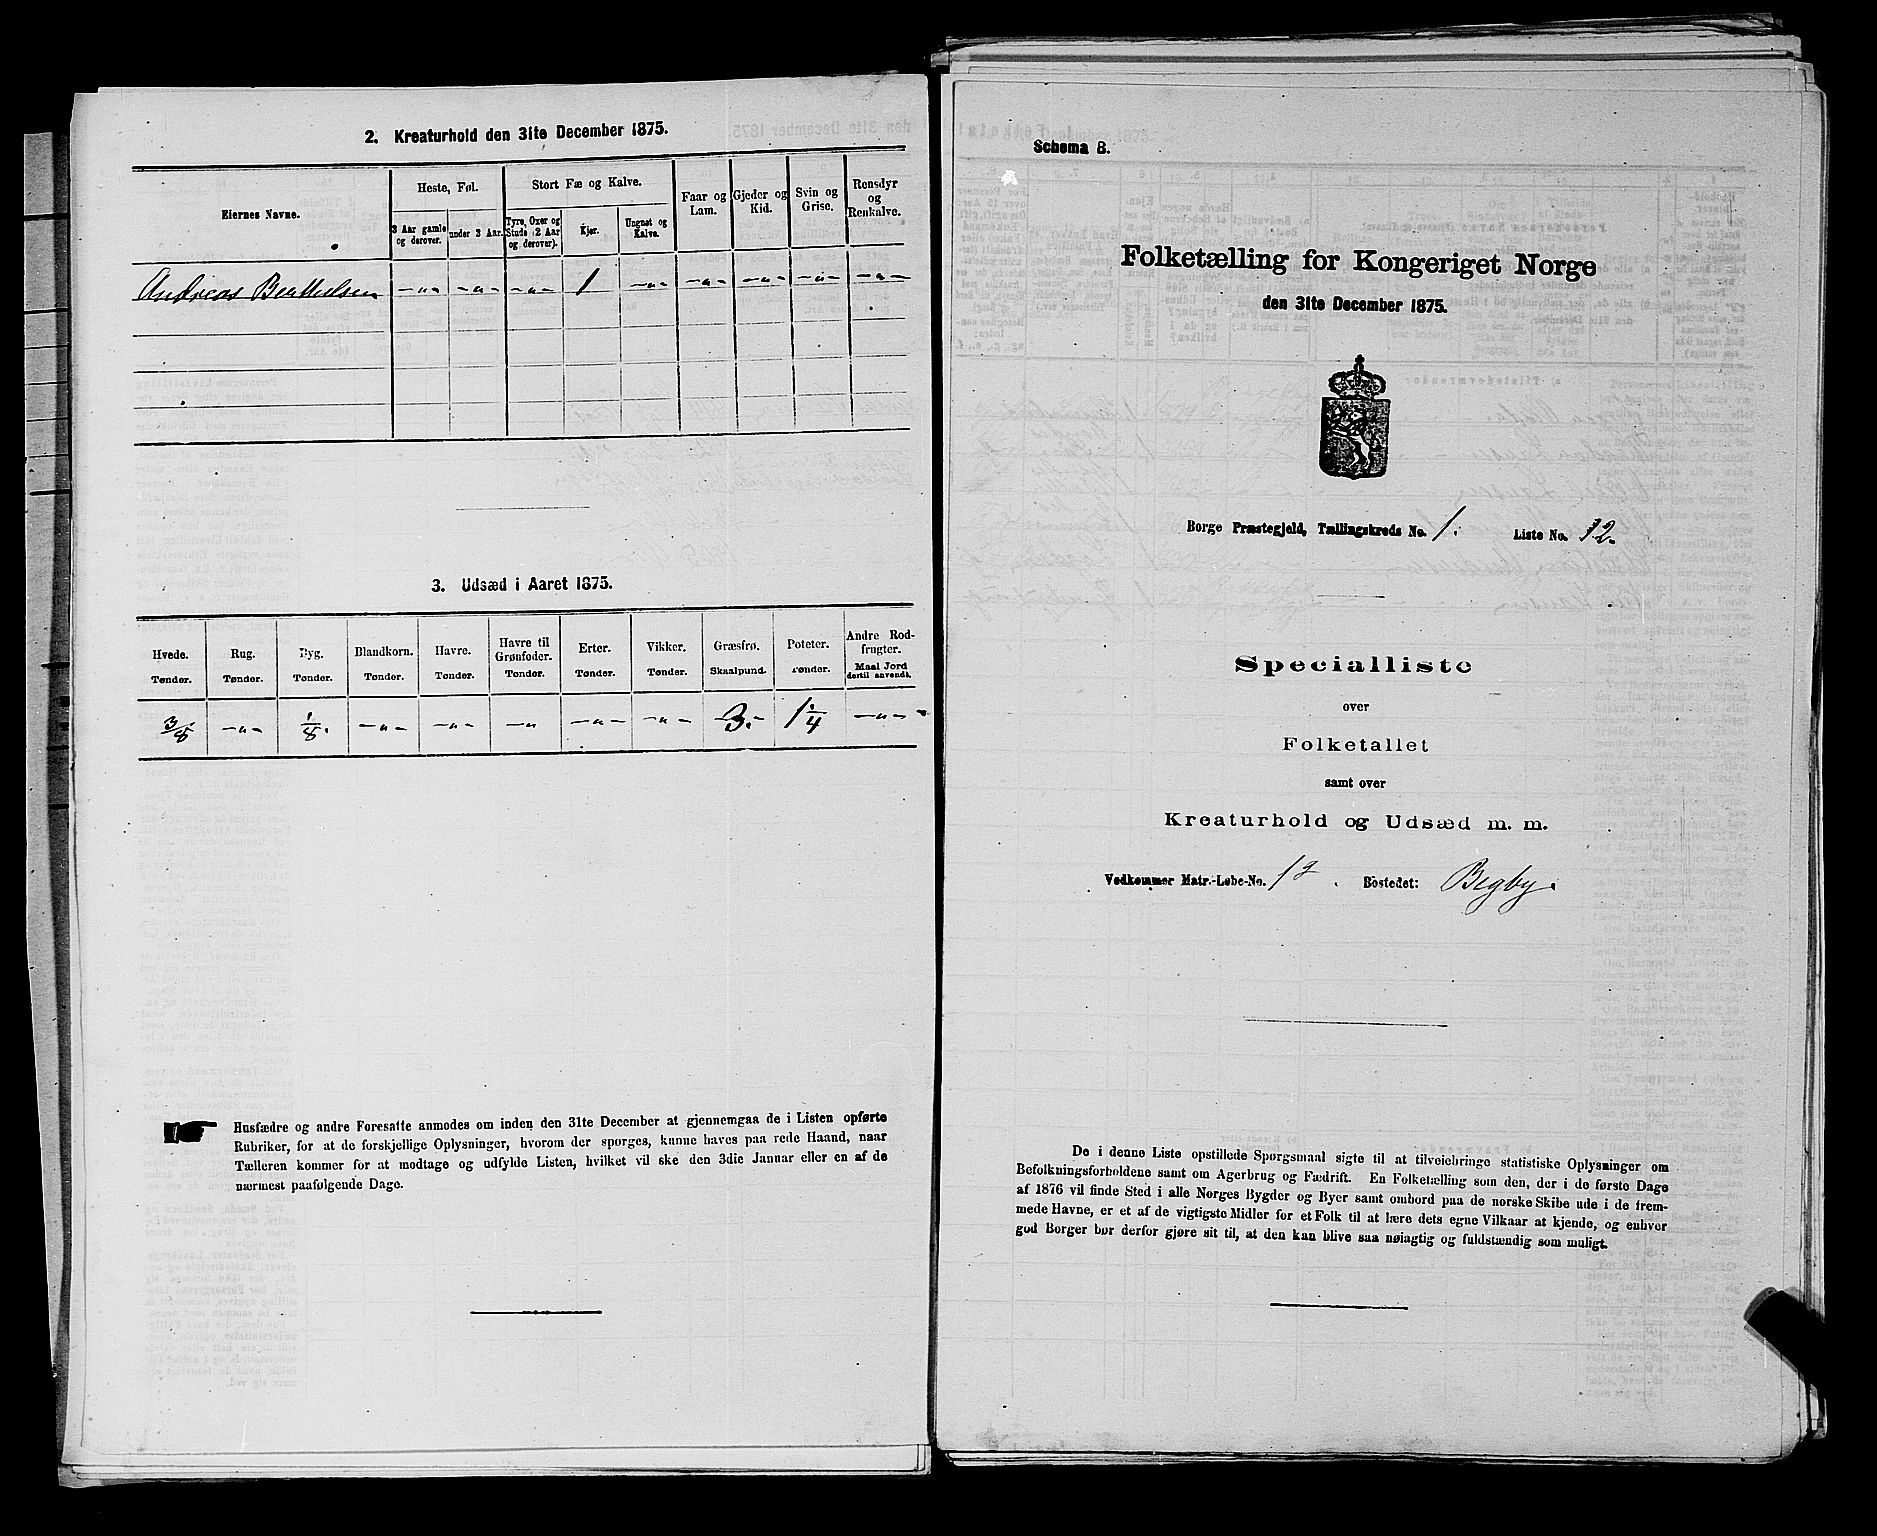 2. Kreaturhold den 31te December 1875.
Eiernes Navne.
Heste, Føl.
Stort Fæ og Kalve.
Faar og Lam.
Gjeder og Kid.
Svin og Grise.
Rensdyr og Renkalve.
3 Aar gamle og derover.
under 3 Aar.
Tyre, Oxer og Stude (2 Aar og derover).
Kjør.
Ungnøt og Kalve.
Andreas Berthelsen -"- -"- -"- 1 -"- -"- -"- -"- -"-
3. Udsæd i Aaret 1875.
Hvede. Rug. Byg. Blandkorn. Havre. Havre til Grønfoder. Erter. Vikker. Græsfrø. Poteter. Andre Rodfrugter.
Tønder. Tønder. Tønder. Tønder. Tønder. Tønder. Tønder. Tønder. Skaalpund. Tønder. Maal Jord dertil anvendt.
3/8 -"- 1/8. -"- -"- -"- -"- -"- 3.- 1 1/4 -"-
Husfædre og andre Foresatte anmodes om inden den 31te December at gjennemgaa de i Listen opførte
Rubriker, for at de forskjellige Oplysninger, hvorom der spørges, kunne haves paa rede Haand, naar
Tælleren kommer for at modtage og udfylde Listen, hvilket vil ske den 3die Januar eller en af de
nærmest paafølgende Dage.
Schema B.
Folketælling for Kongeriget Norge
den 31te December 1875.
Borge Præstegjeld, Tællingskreds No. 1. Liste No. 12.
Specialliste
over
Folketallet
samt over
Kreaturhold og Udsæd m. m.
Vedkommer Matr.-Løbe-No. 12. Bostedet: Begby.
De i denne Liste opstillede Spørgsmaal sigte til at tilveiebringe statistiske Oplysninger om
Befolkningsforholdene samt om Agerbrug og Fædrift. En Folketælling som den, der i de første Dage
af 1876 vil finde Sted i alle Norges Bygder og Byer samt ombord paa de norske Skibe ude i de frem-
mede Havne, er et af de vigtigste Midler for et Folk til at lære dets egne Vilkaar at kjende, og enhver
god Borger bør derfor gjøre sit til, at den kan blive saa nøiagtig og fuldstændig som muligt.